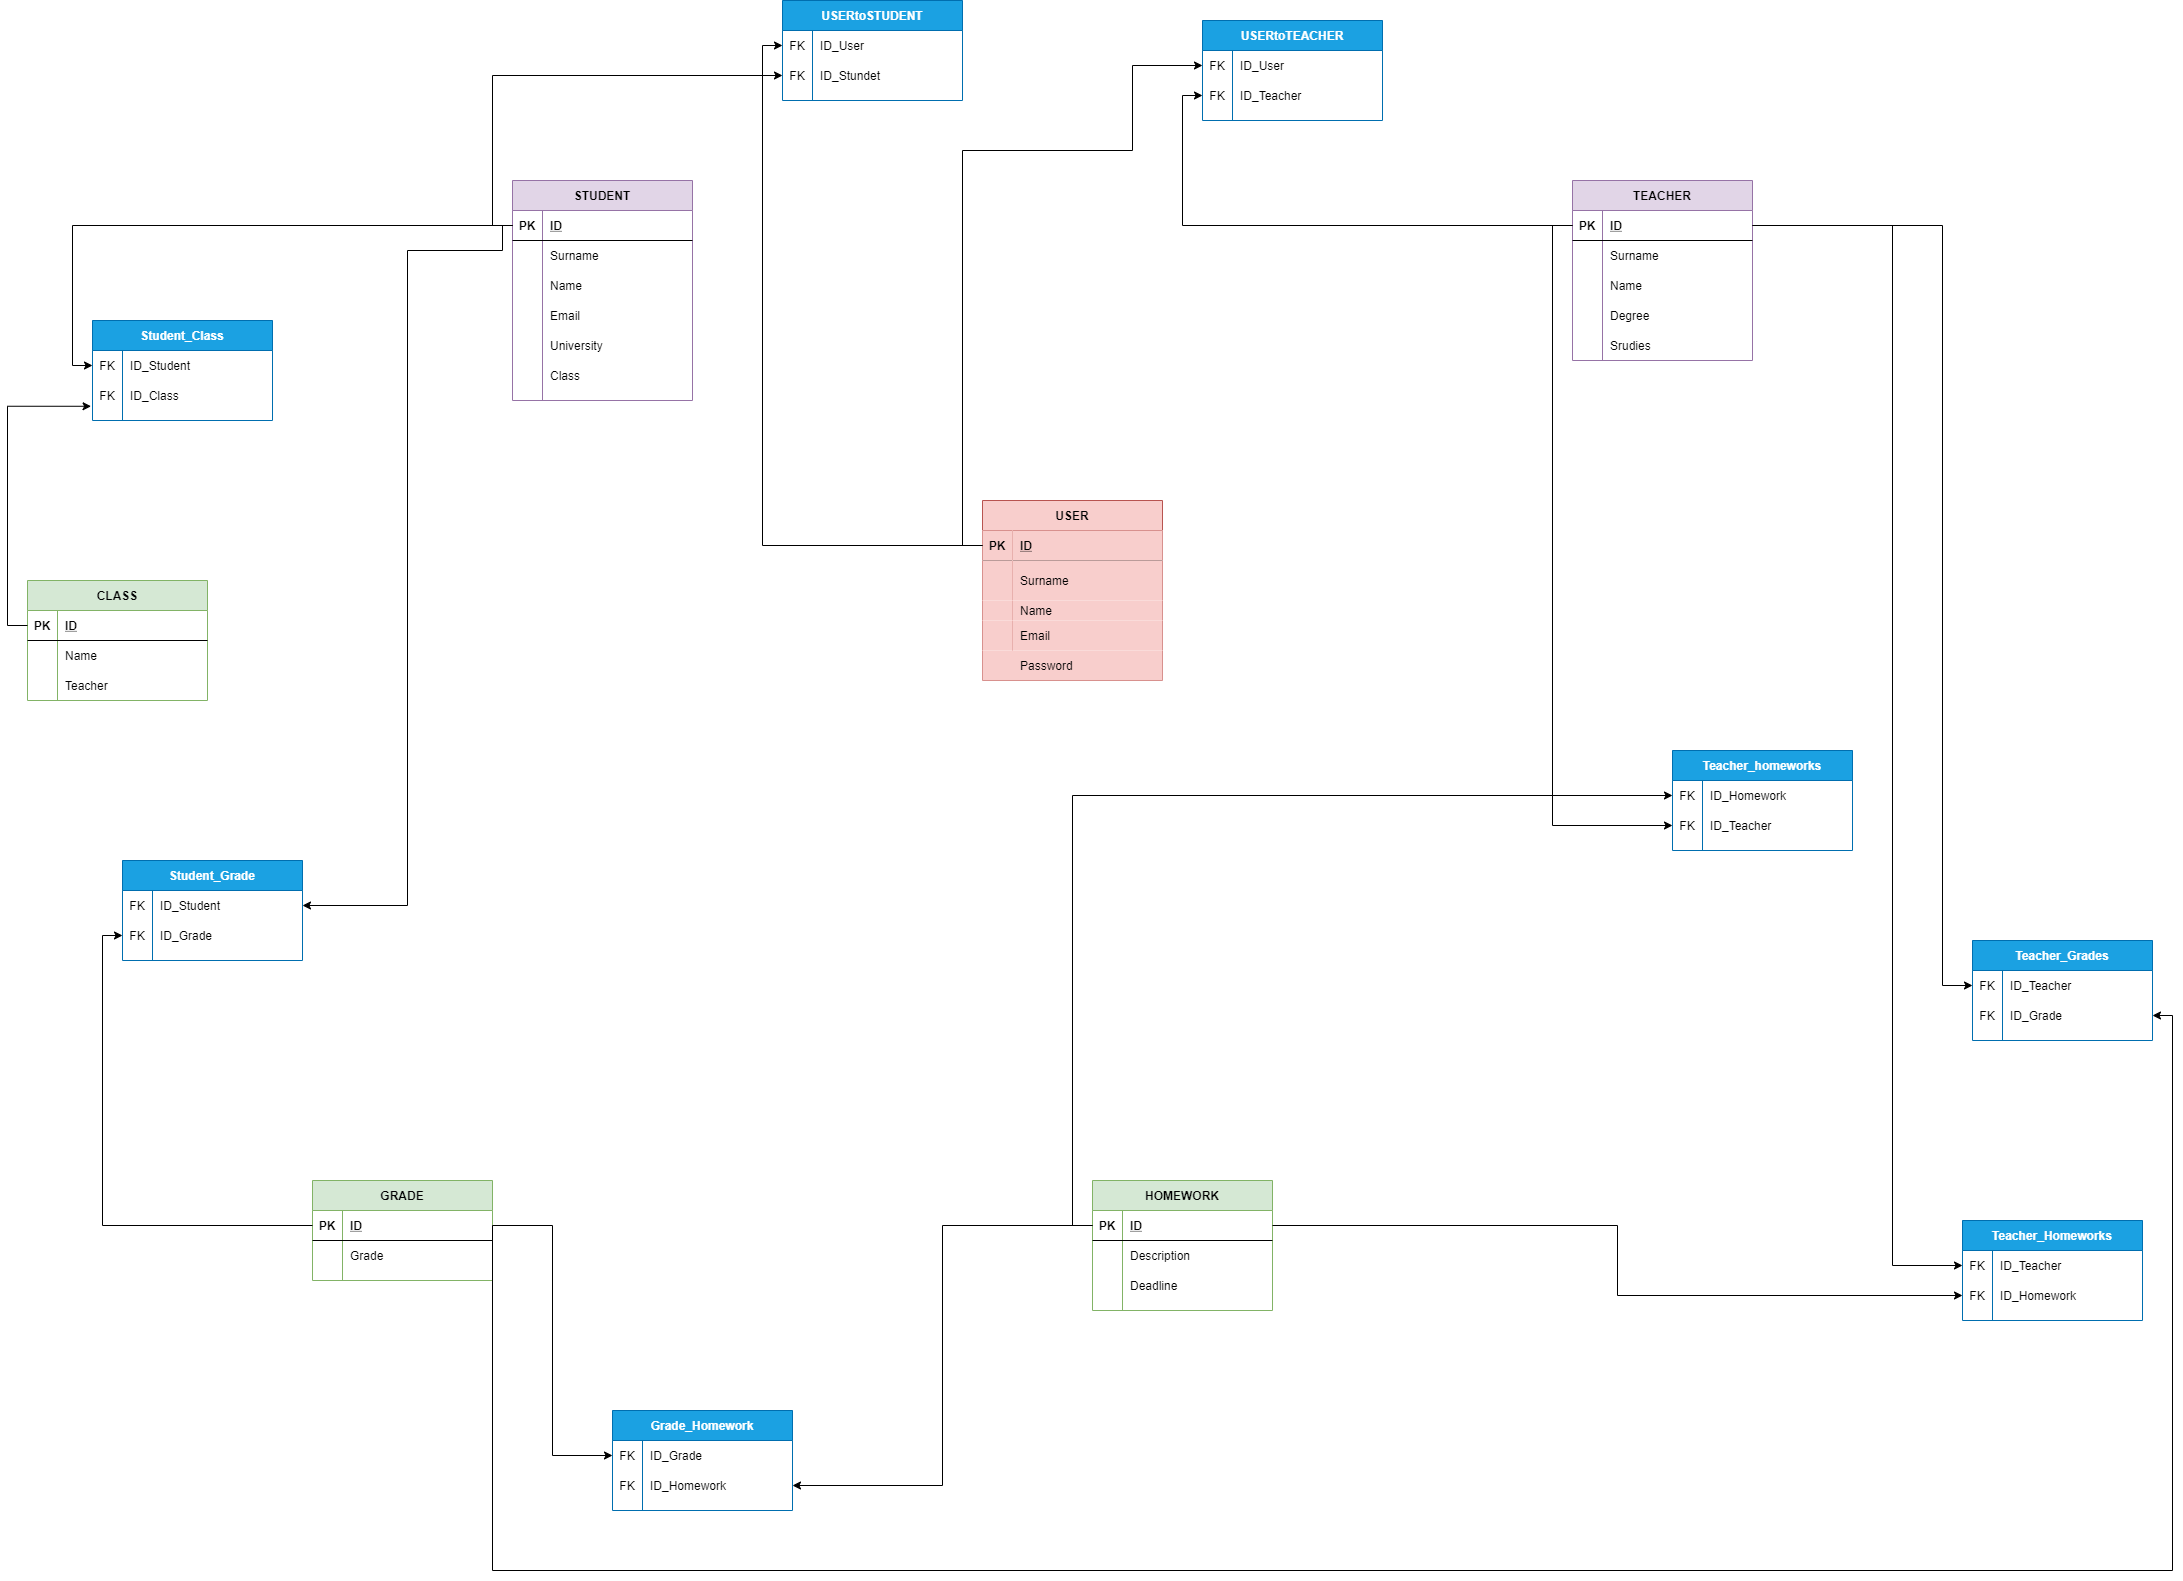 USERtoSTUDENT
FK ID_User
FK ID_Stundet
USERtoTEACHER
FK ID_User
FK ID_Teacher
STUDENT
PK ID
Surname
Name
Email
University
Class
TEACHER
PK ID
Surname
Name
Degree
Srudies
Student_Class
FK ID_Student
FK ID_Class
USER
PK ID
Surname
Name
Email
Password
CLASS
PK ID
Name
Teacher
Teacher_homeworks
FK ID_Homework
FK ID_Teacher
Student_Grade
FK ID_Student
FK ID_Grade
Teacher_Grades
FK ID_Teacher
FK ID_Grade
GRADE
PK ID
Grade
HOMEWORK
PK ID
Description
Deadline
Teacher_Homeworks
FK ID_Teacher
FK ID_Homework
Grade_Homework
FK ID_Grade
FK ID_Homework